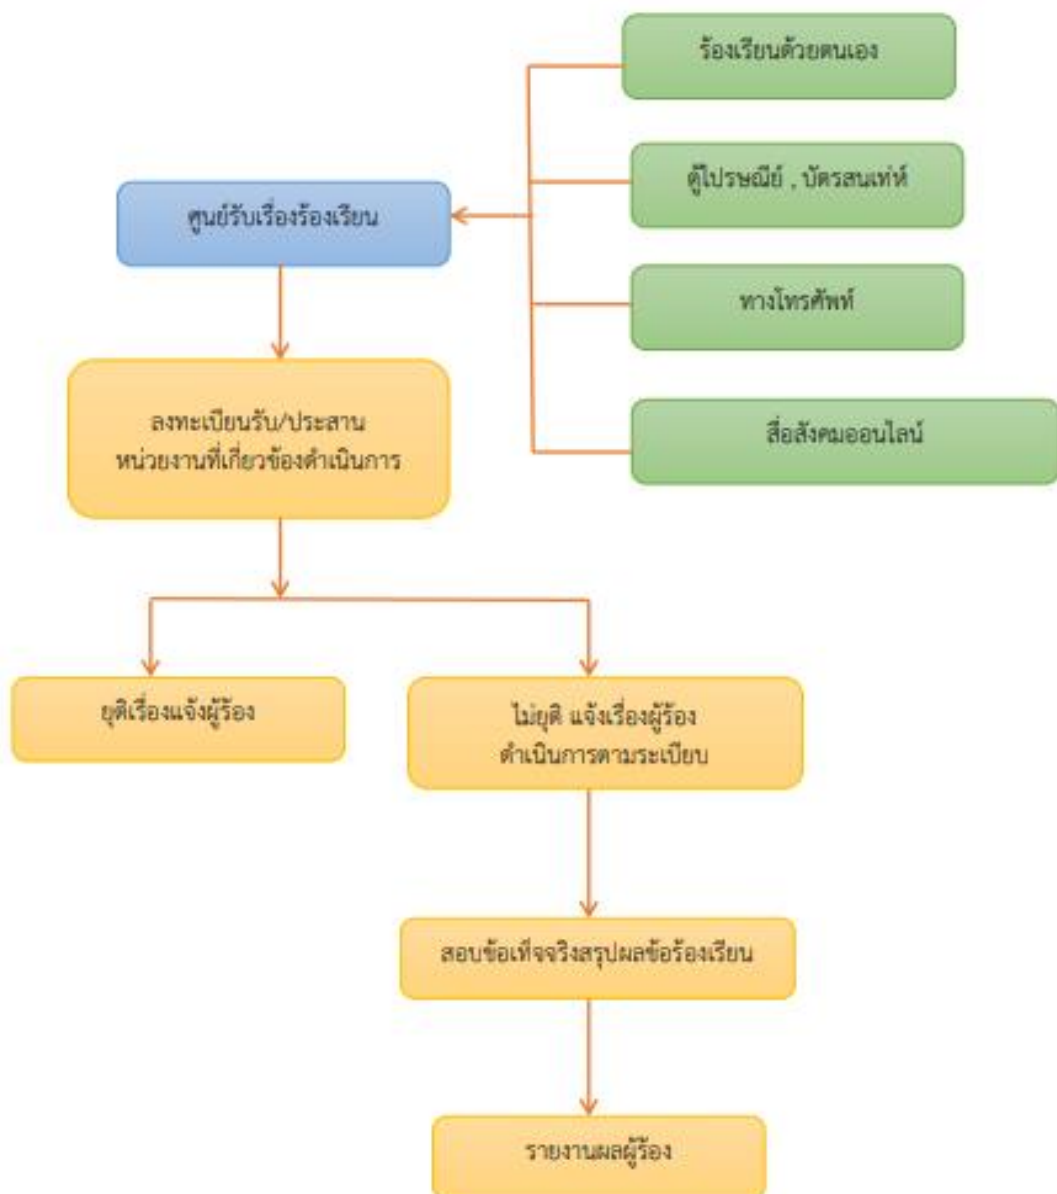 ร้องเรียนด้วยตนเอง
ตู้ไปรษณีย์ , บัตรสนเท่ห์
ศูนย์รับเรื่องร้องเรียน
ทางโทรศัพท์
สื่อสังคมออนไลน์
ลงทะเบียนรับ/ประสาน
หน่วยงานที่เกี่ยวข้องดำเนินการ
ยุติเรื่องแจ้งผู้ร้อง
ไม่ยุติ แจ้งเรื่องผู้ร้อง
ดำเนินการตามระเบียบ
สอบข้อเท็จจริงสรุปผลข้อร้องเรียน
รายงานผลผู้ร้อง